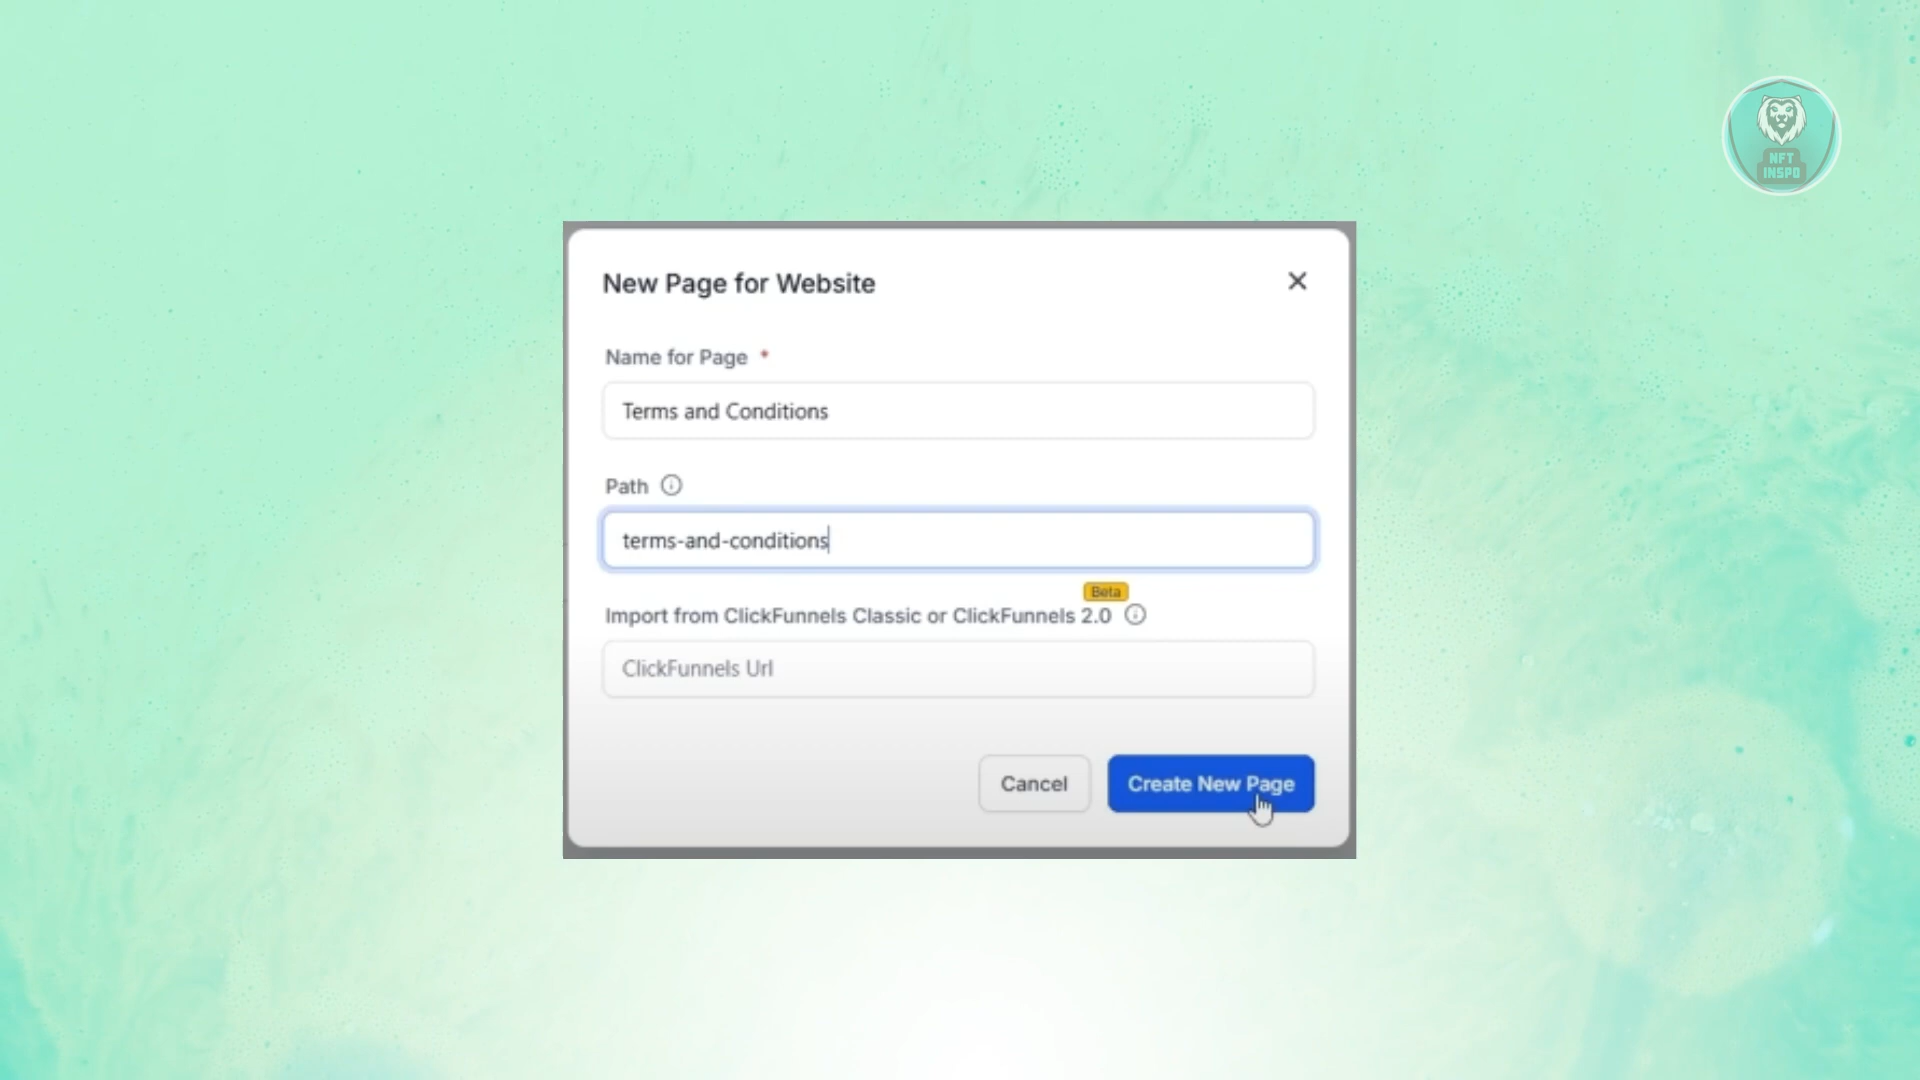 NFT
INSPO
New Page for Website
Name for Page *
Terms and Conditions
Path
terms-and-conditions
Beta
Import from ClickFunnels Classic or ClickFunnels 2.0
ClickFunnels Url
Cancel
Create New Page